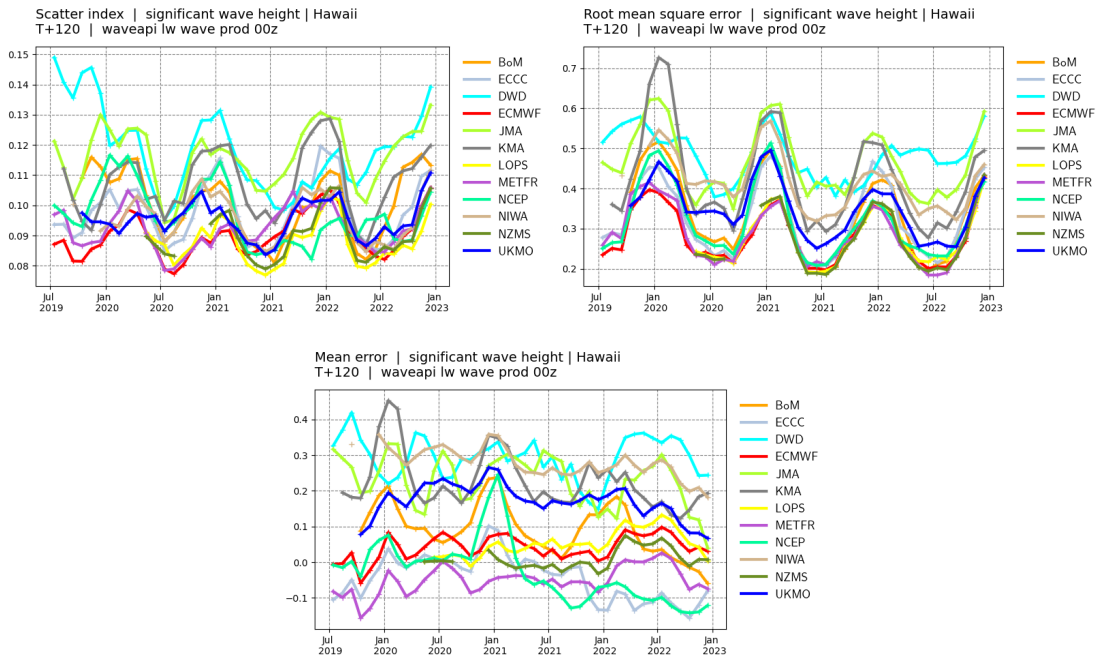 Scatter index | significant wave height | Hawaii
T+120 | waveapi lw wave prod 00z
0.15
0.14
0.13
0.12
0.11
0.10
0.09
0.08
Jul 2019
Jan 2020
Jul 2020
Jan 2021
Jul 2021
Jan 2022
Jul 2022
Jan 2023
BoM
ECCC
DWD
ECMWF
JMA
KMA
LOPS
METFR
NCEP
NIWA
NZMS
UKMO
Root mean square error | significant wave height | Hawaii
T+120 | waveapi lw wave prod 00z
0.7
0.6
0.5
0.4
0.3
0.2
Jul 2019
Jan 2020
Jul 2020
Jan 2021
Jul 2021
Jan 2022
Jul 2022
Jan 2023
BoM
ECCC
DWD
ECMWF
JMA
KMA
LOPS
METFR
NCEP
NIWA
NZMS
UKMO
Mean error | significant wave height | Hawaii
T+120 | waveapi lw wave prod 00z
0.4
0.3
0.2
0.1
0.0
−0.1
Jul 2019
Jan 2020
Jul 2020
Jan 2021
Jul 2021
Jan 2022
Jul 2022
Jan 2023
BoM
ECCC
DWD
ECMWF
JMA
KMA
LOPS
METFR
NCEP
NIWA
NZMS
UKMO